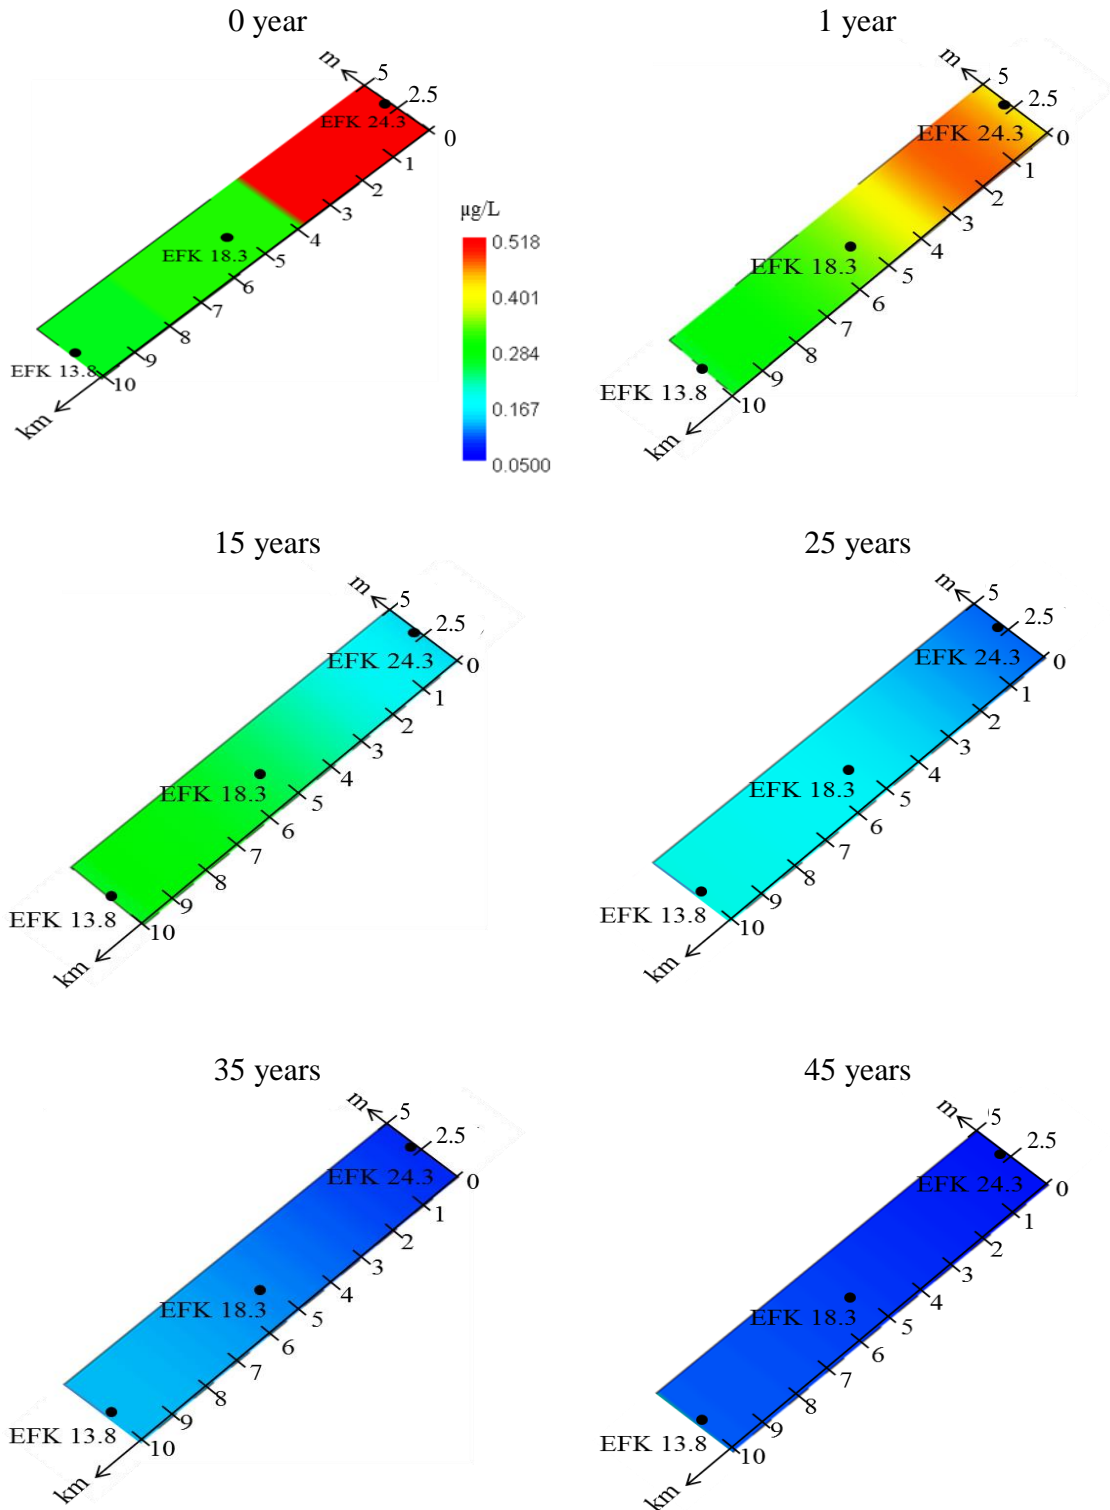 0 year
m
5
2.5
EFK 24.3
0
1
2
3
4
EFK 18.3
5
6
7
8
9
EFK 13.8
10
km
µg/L
0.518
0.401
0.284
0.167
0.0500
1 year
m
5
2.5
EFK 24.3
0
1
2
3
4
EFK 18.3
5
6
7
8
9
EFK 13.8
10
km
15 years
m
5
2.5
EFK 24.3
0
1
2
3
4
EFK 18.3
5
6
7
8
9
EFK 13.8
10
km
25 years
m
5
2.5
EFK 24.3
0
1
2
3
4
EFK 18.3
5
6
7
8
9
EFK 13.8
10
km
35 years
m
5
2.5
EFK 24.3
0
1
2
3
4
EFK 18.3
5
6
7
8
9
EFK 13.8
10
km
45 years
m
5
2.5
EFK 24.3
0
1
2
3
4
EFK 18.3
5
6
7
8
9
EFK 13.8
10
km